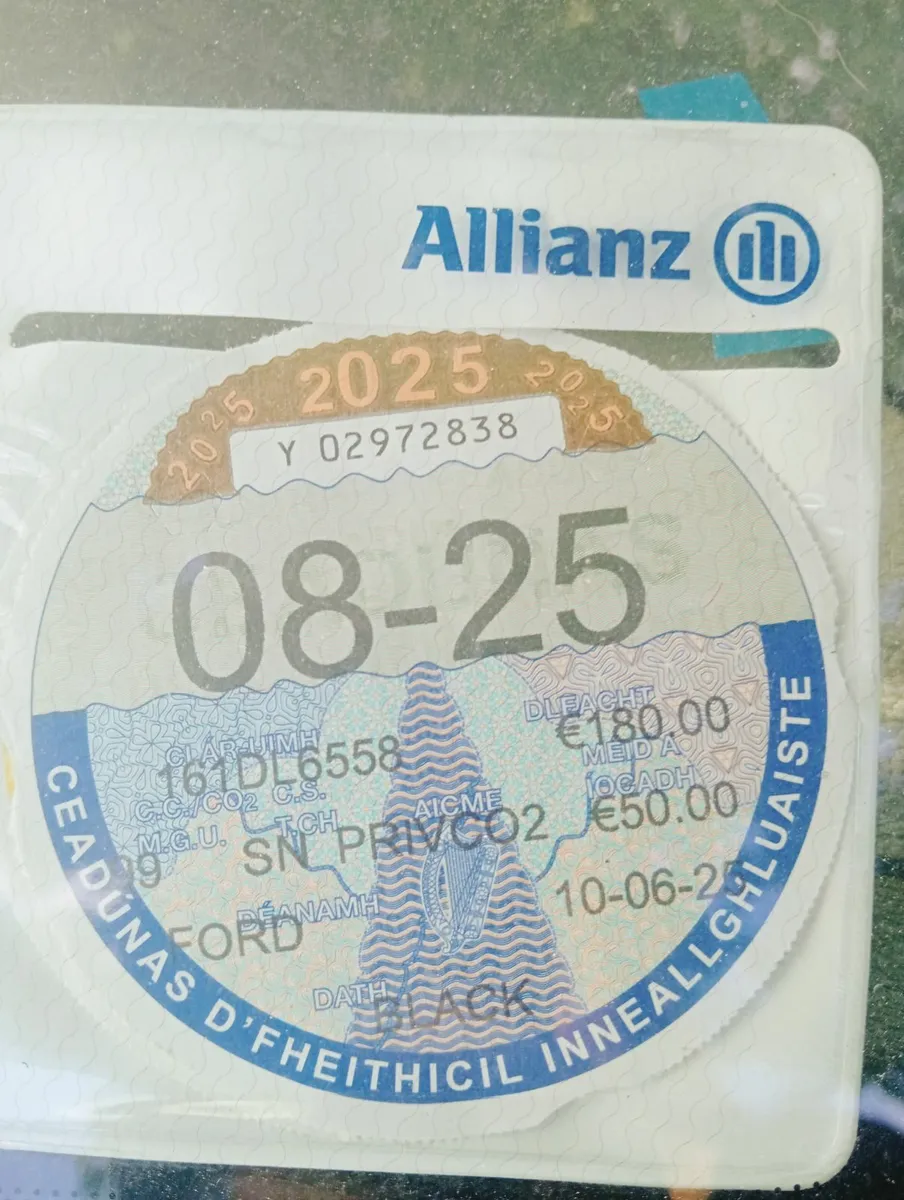 Allianz
2025 2025 2025
Y 02972838
08-25
DLEACHT
€180.00
CLÁR-UIMH
161DL6558
MÉID A
ÍOCADH
€50.00
C.C./CO2 C.S.
M.G.U. T.CH
AICME
99 SN PRIVCO2
10-06-25
DÉANAMH
FORD
DATH
BLACK
CEADÚNAS D'FHEITHICIL INNEALLGHLUAISTE